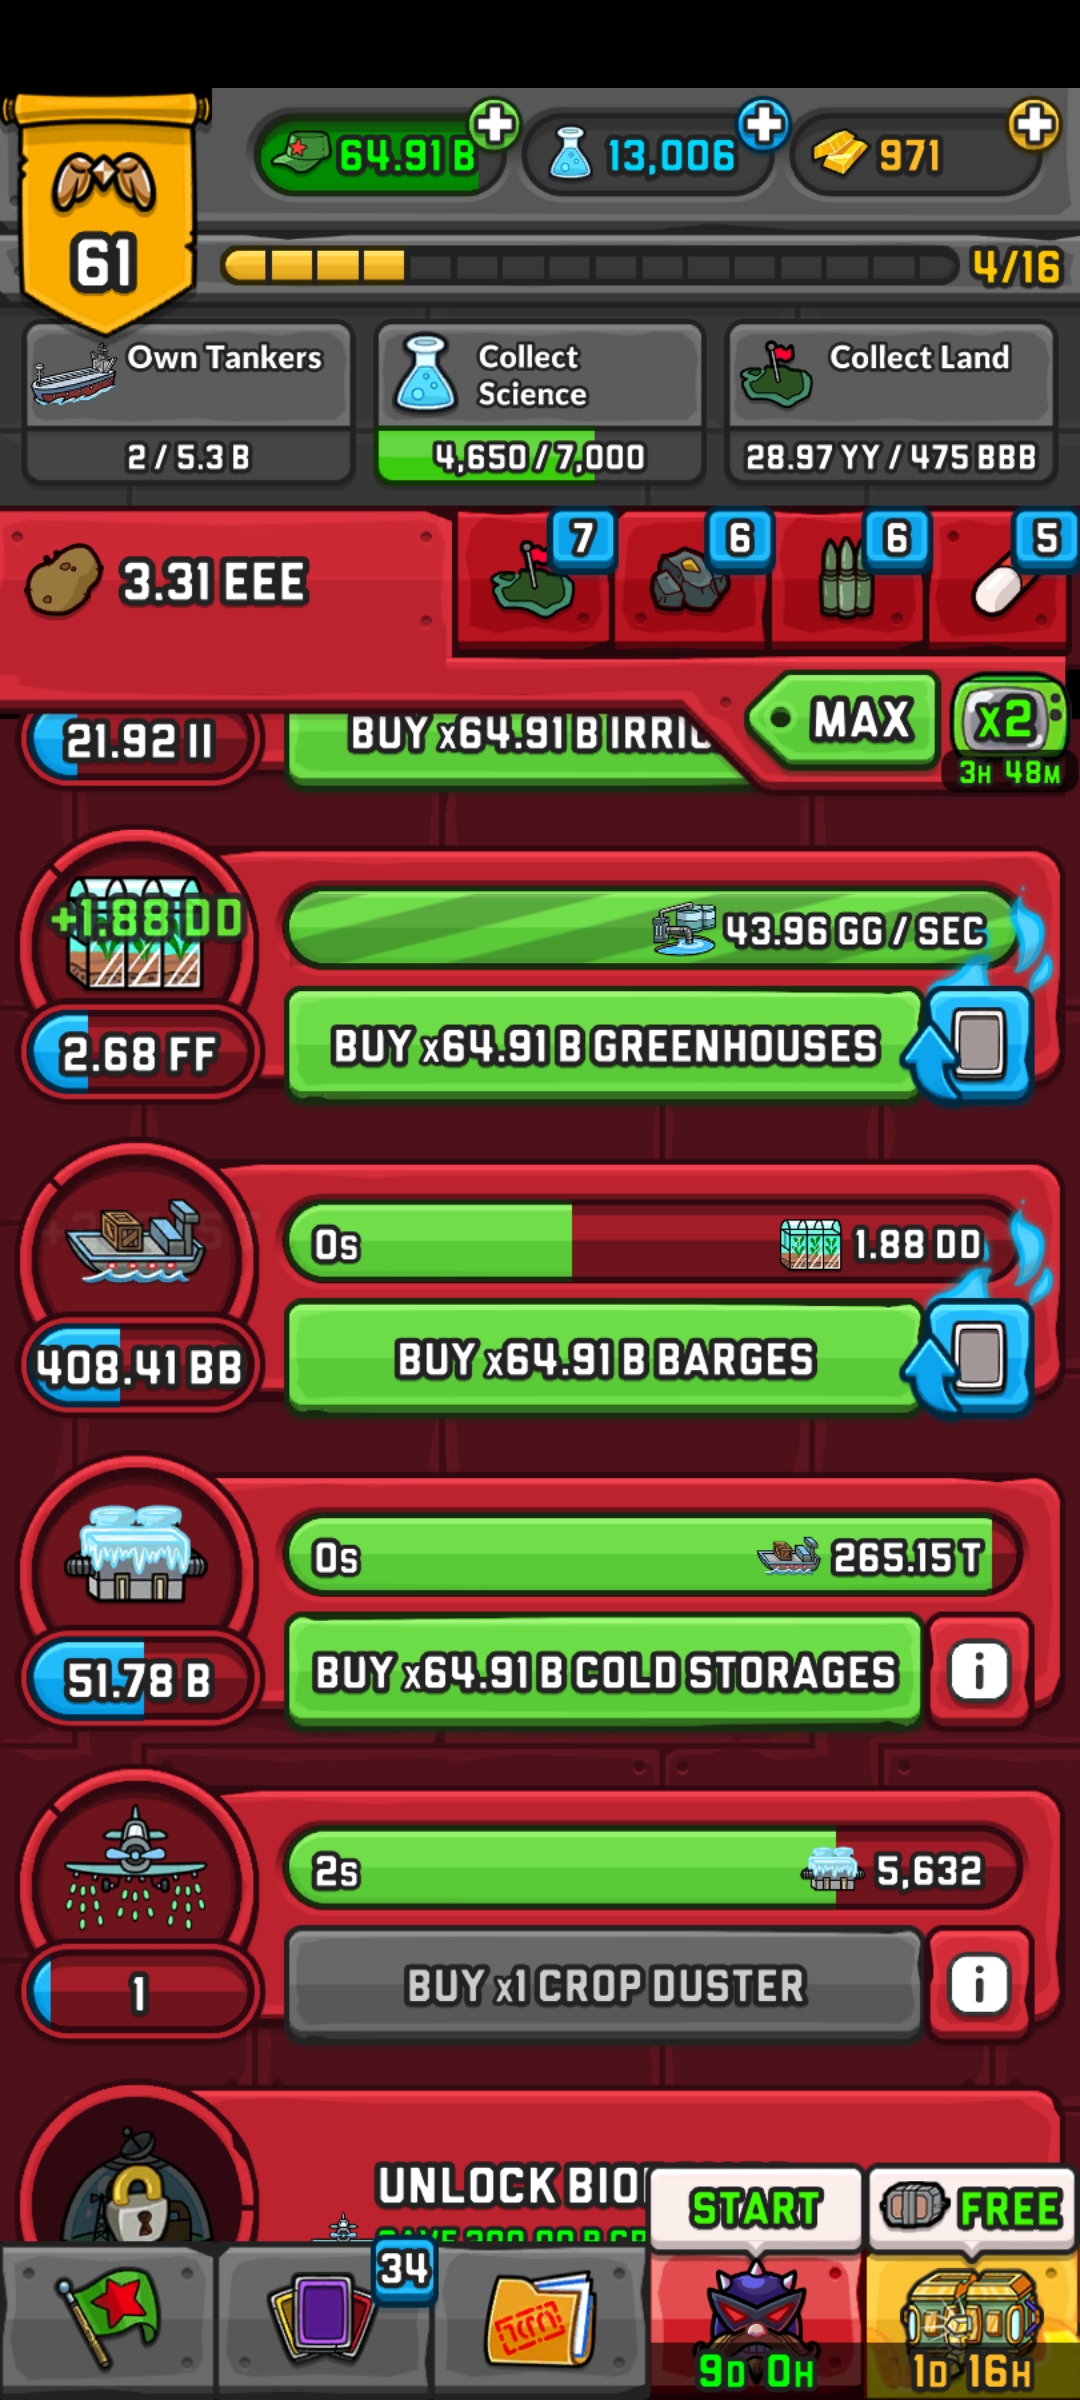 64.91 B
13,006
971
61
4/16
Own Tankers
2 / 5.3 B
Collect
Science
4,650 / 7,000
Collect Land
28.97 YY / 475 BBB
3.31 EEE
7
6
6
5
MAX
x2
3H 48M
21.92 II
BUY x64.91 B
+1.88 DD
43.96 GG / SEC
2.68 FF
BUY x64.91 B GREENHOUSES
0s
1.88 DD
408.41 BB
BUY x64.91 B BARGES
0s
265.15 T
51.78 B
BUY x64.91 B COLD STORAGES
i
2s
5,632
1
BUY x1 CROP DUSTER
i
UNLOCK
START
FREE
34
9D 0H
1D 16H